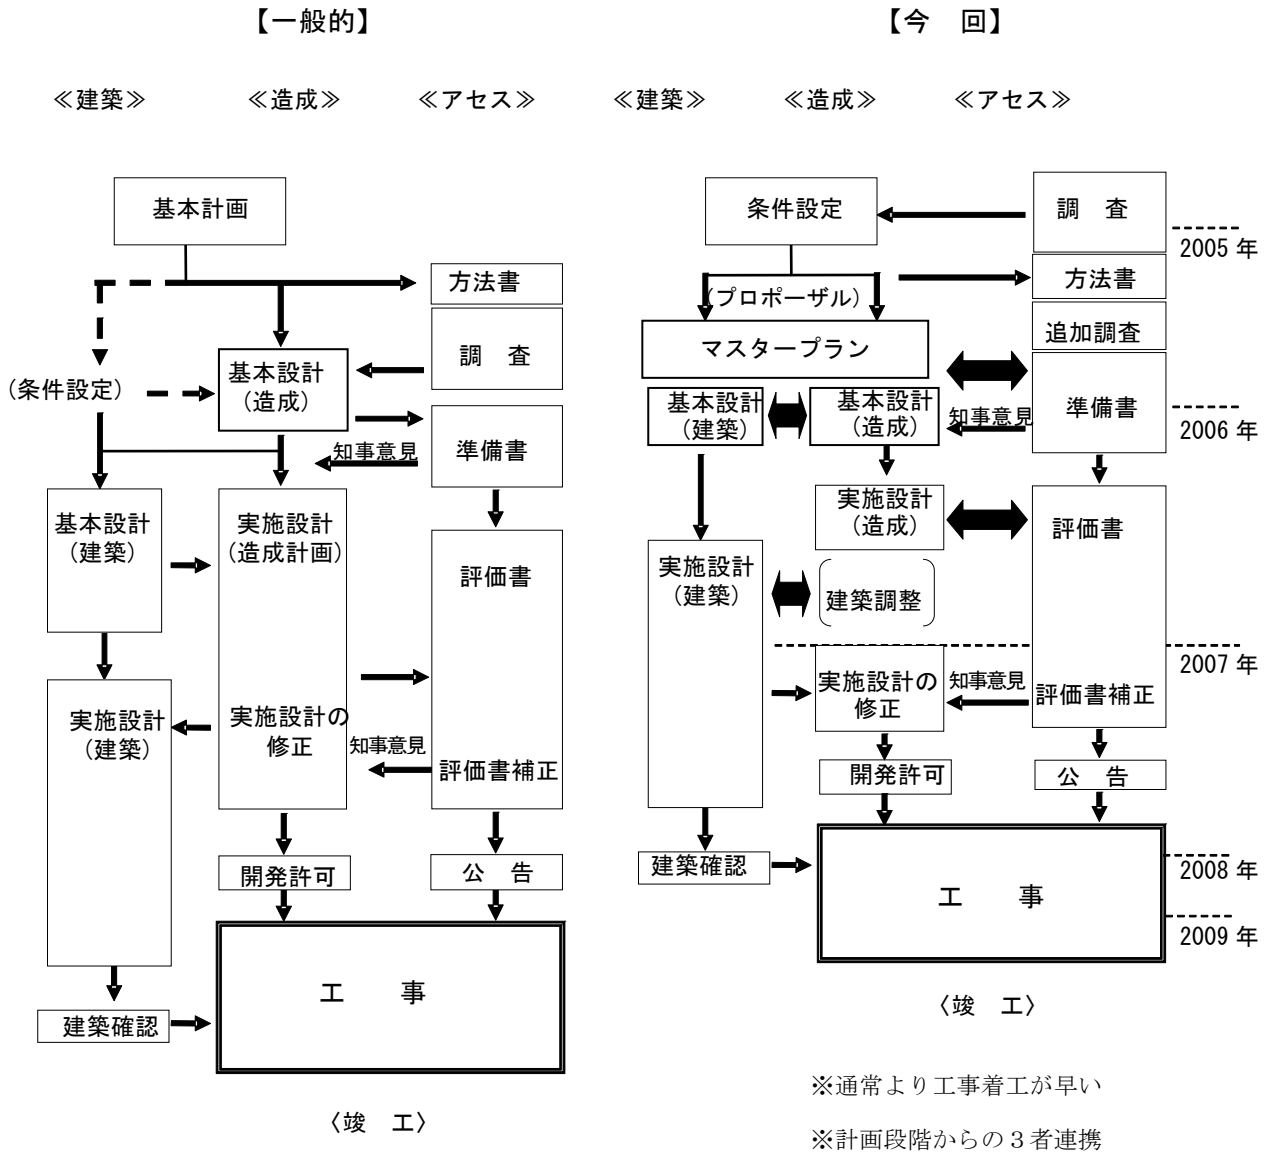 【一般的】
≪建築≫
≪造成≫
≪アセス≫
基本計画
方法書
調　査
(条件設定)
基本設計
(造成)
知事意見
準備書
基本設計
(建築)
実施設計
(造成計画)
評価書
実施設計
(建築)
実施設計の
修正
知事意見
評価書補正
開発許可
公　告
建築確認
工　　事
〈竣　工〉
【今　回】
≪建築≫
≪造成≫
≪アセス≫
条件設定
調　査
2005 年
(プロポーザル)
方法書
マスタープラン
追加調査
基本設計
(建築)
基本設計
(造成)
知事意見
準備書
2006 年
実施設計
(造成)
評価書
実施設計
(建築)
建築調整
2007 年
実施設計の
修正
知事意見
評価書補正
開発許可
公　告
建築確認
工　　事
2008 年
2009 年
〈竣　工〉
※通常より工事着工が早い
※計画段階からの３者連携